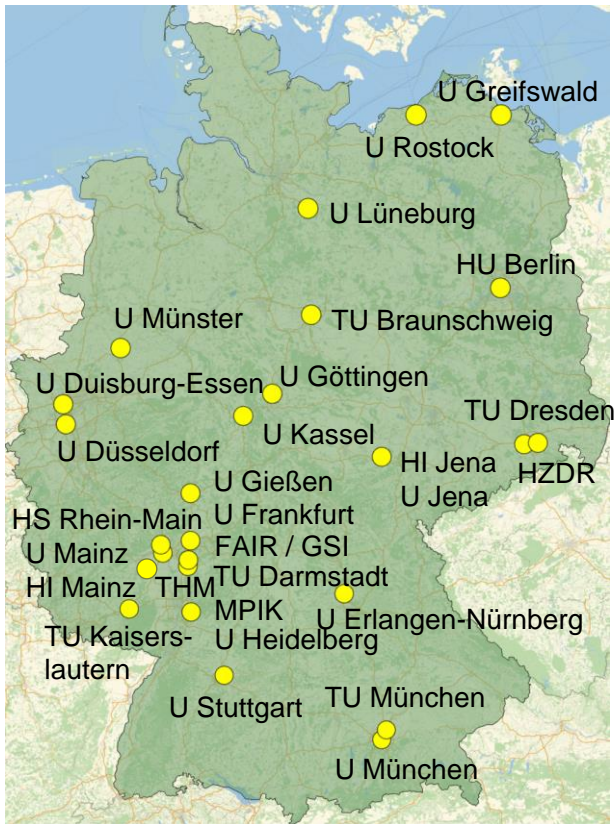 U Greifswald
U Rostock
U Lüneburg
HU Berlin
U Münster
TU Braunschweig
U Duisburg-Essen
U Göttingen
U Düsseldorf
U Kassel
TU Dresden
HZDR
HI Jena
U Jena
U Gießen
U Frankfurt
HS Rhein-Main
FAIR / GSI
U Mainz
TU Darmstadt
HI Mainz
THM
MPIK
U Heidelberg
U Erlangen-Nürnberg
TU Kaisers-
lautern
U Stuttgart
TU München
U München